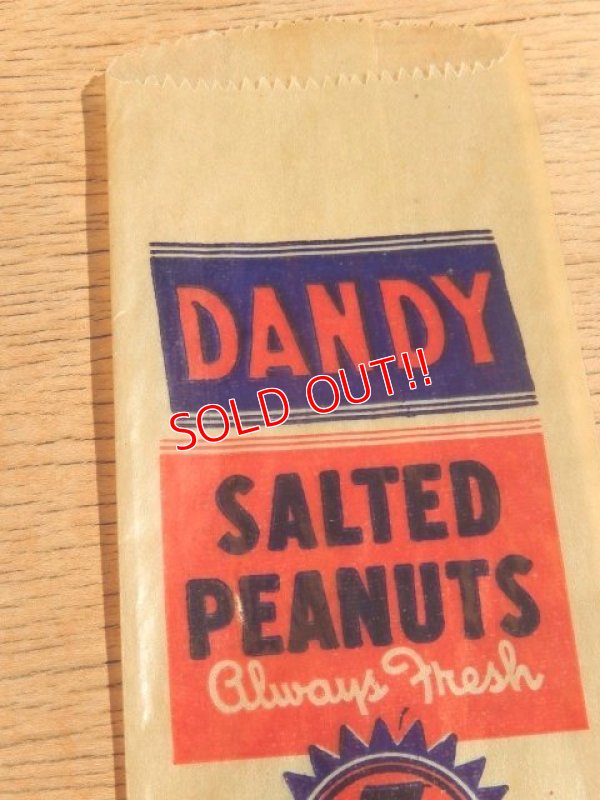 DANDY
SOLD OUT!!
SALTED
PEANUTS
Always Fresh